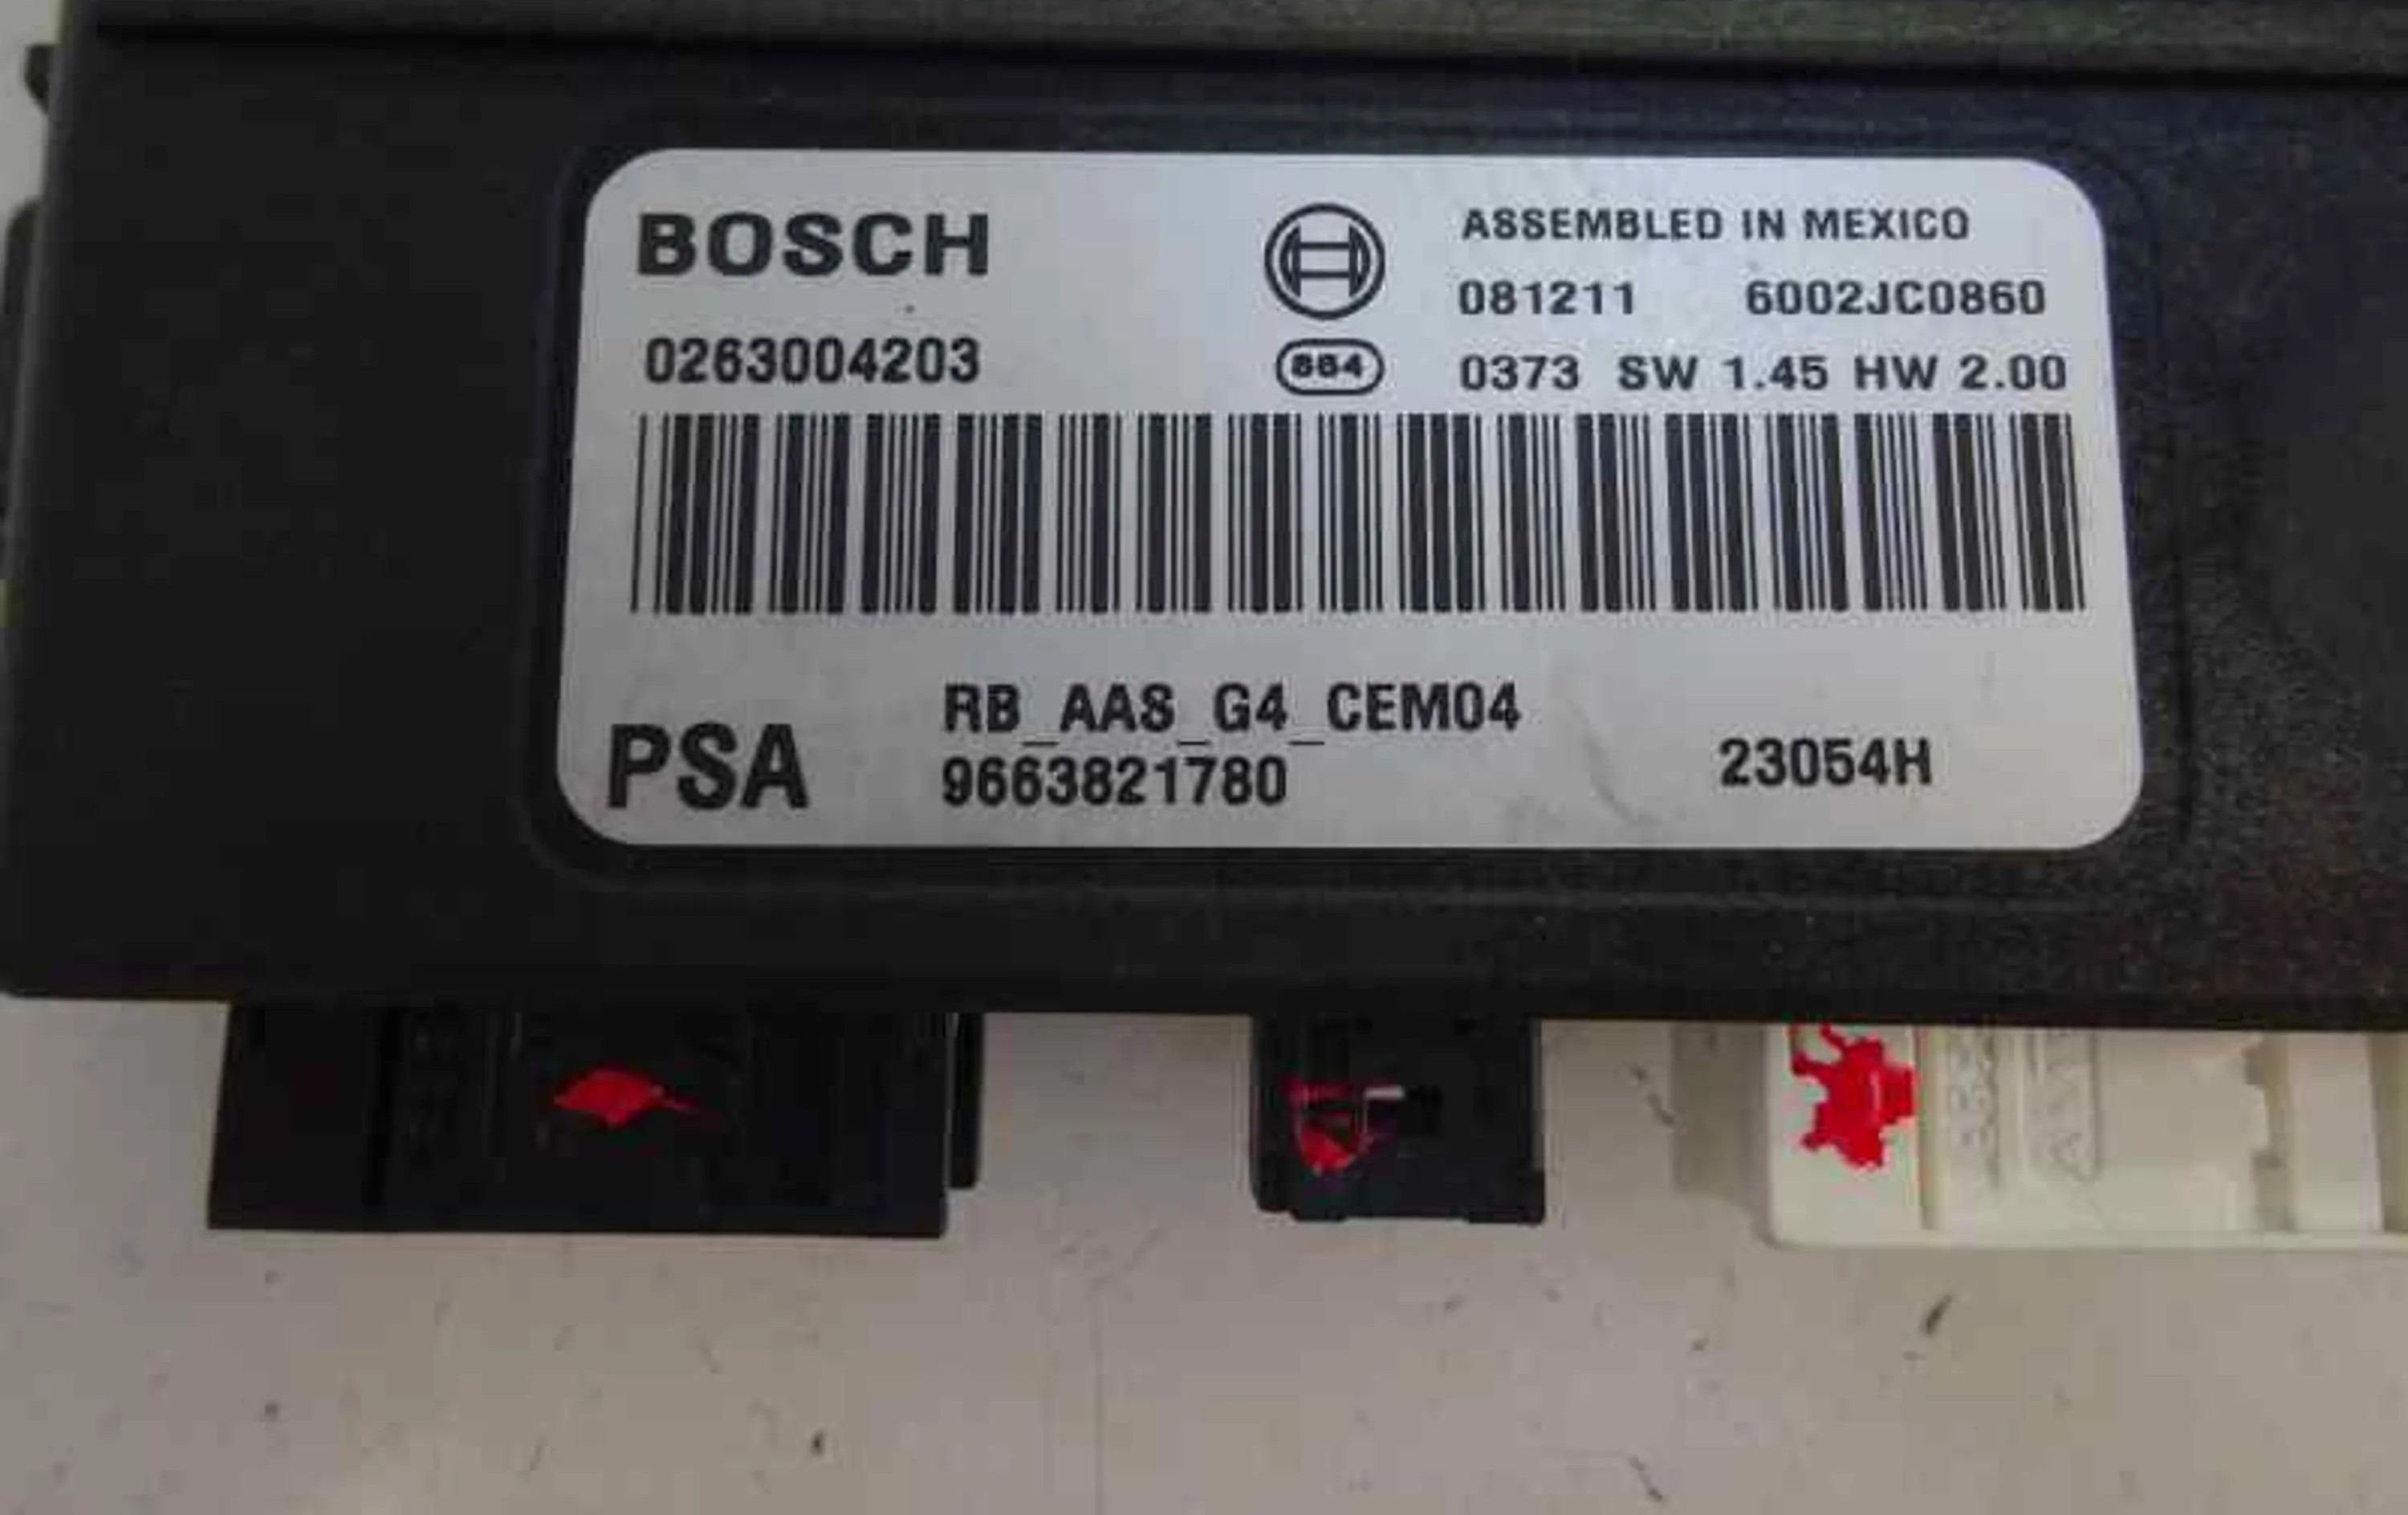 BOSCH
ASSEMBLED IN MEXICO
081211 6002JC0860
0263004203
884
0373 SW 1.45 HW 2.00
RB_AAS_G4_CEM04
PSA
9663821780
23054H